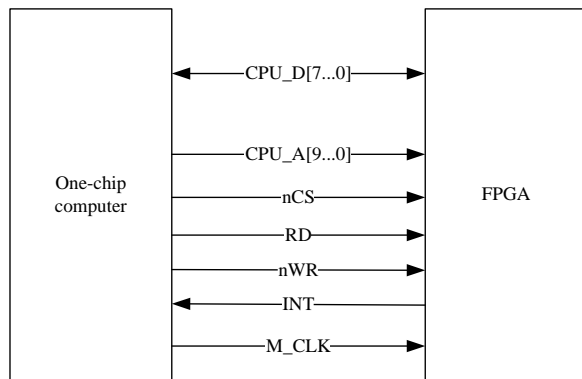 CPU_D[7...0]
CPU_A[9...0]
One-chip
computer
nCS
FPGA
RD
nWR
INT
M_CLK